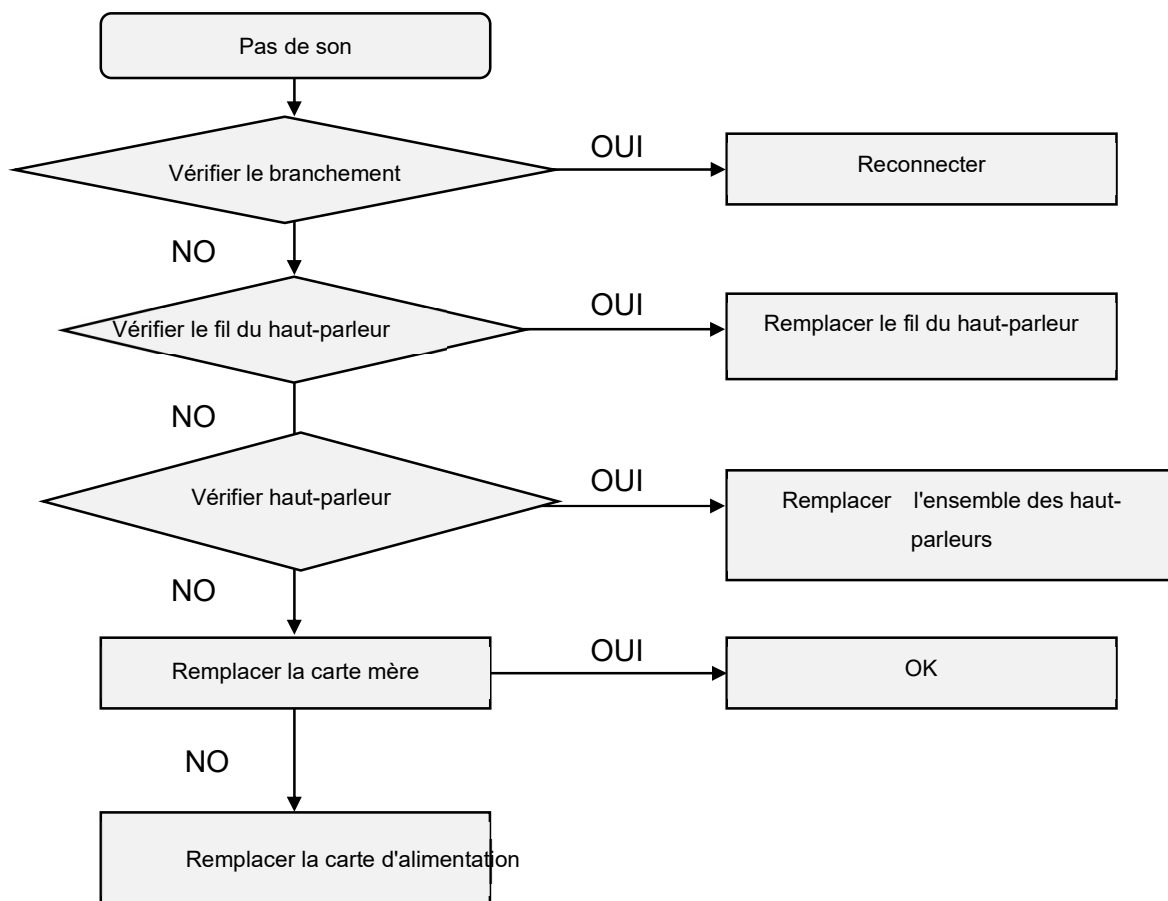 Pas de son
OUI
Vérifier le branchement
Reconnecter
NO
OUI
Vérifier le fil du haut-parleur
Remplacer le fil du haut-parleur
NO
OUI
Vérifier haut-parleur
Remplacer l'ensemble des haut-
parleurs
NO
OUI
Remplacer la carte mère
OK
NO
Remplacer la carte d'alimentation